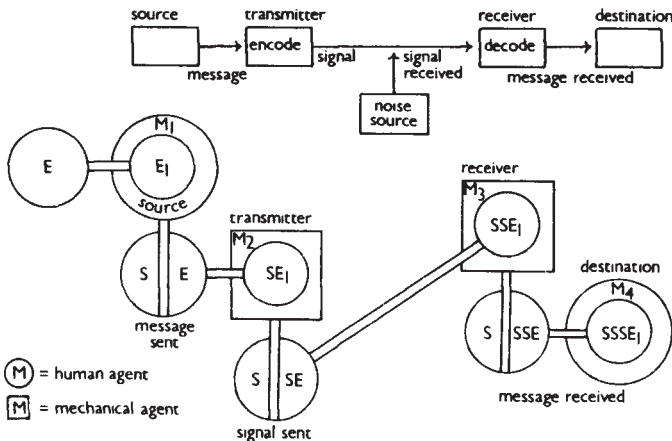 source
transmitter
receiver
destination
encode
decode
message
signal
signal
received
message received
noise
source
E
M1
E1
source
S E
message
sent
transmitter
M2
SE1
S SE
signal sent
receiver
M3
SSE1
S SSE
message received
destination
M4
SSSE1
M = human agent
M = mechanical agent